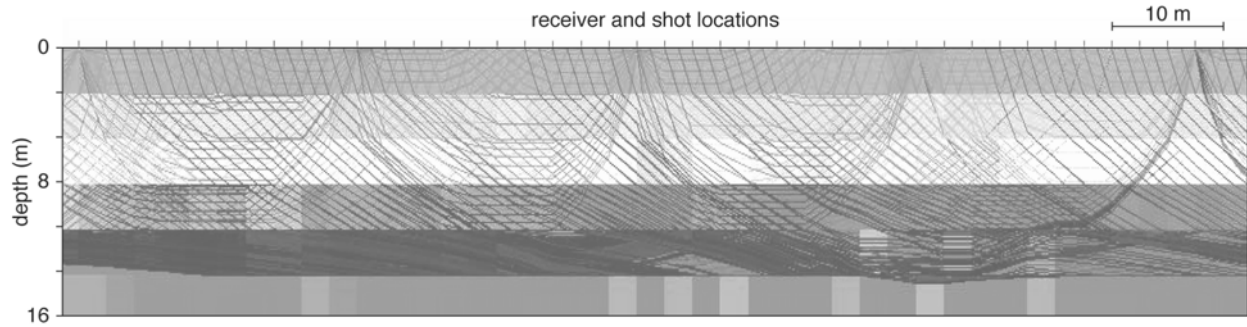 receiver and shot locations
10 m
0
8
16
depth (m)